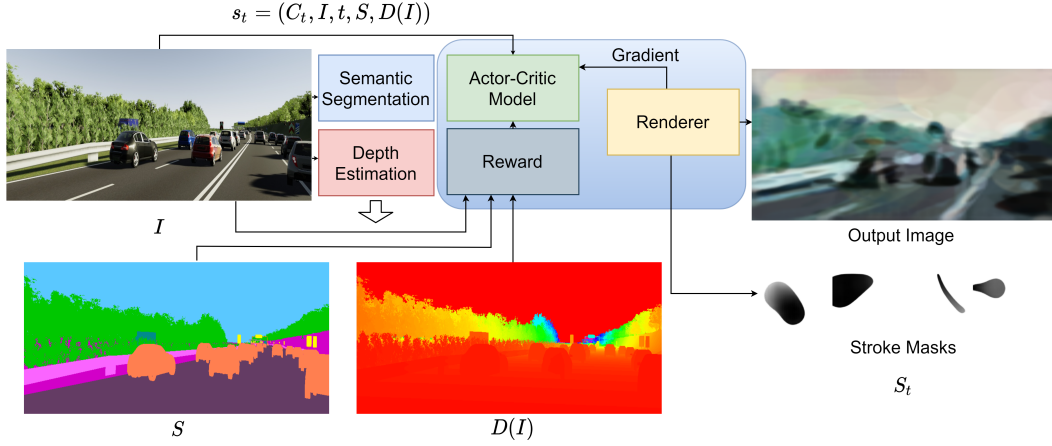 s_t = (C_t, I, t, S, D(I))
Gradient
Semantic
Segmentation
Actor-Critic
Model
Renderer
Depth
Estimation
Reward
I
Output Image
Stroke Masks
S_t
S
D(I)